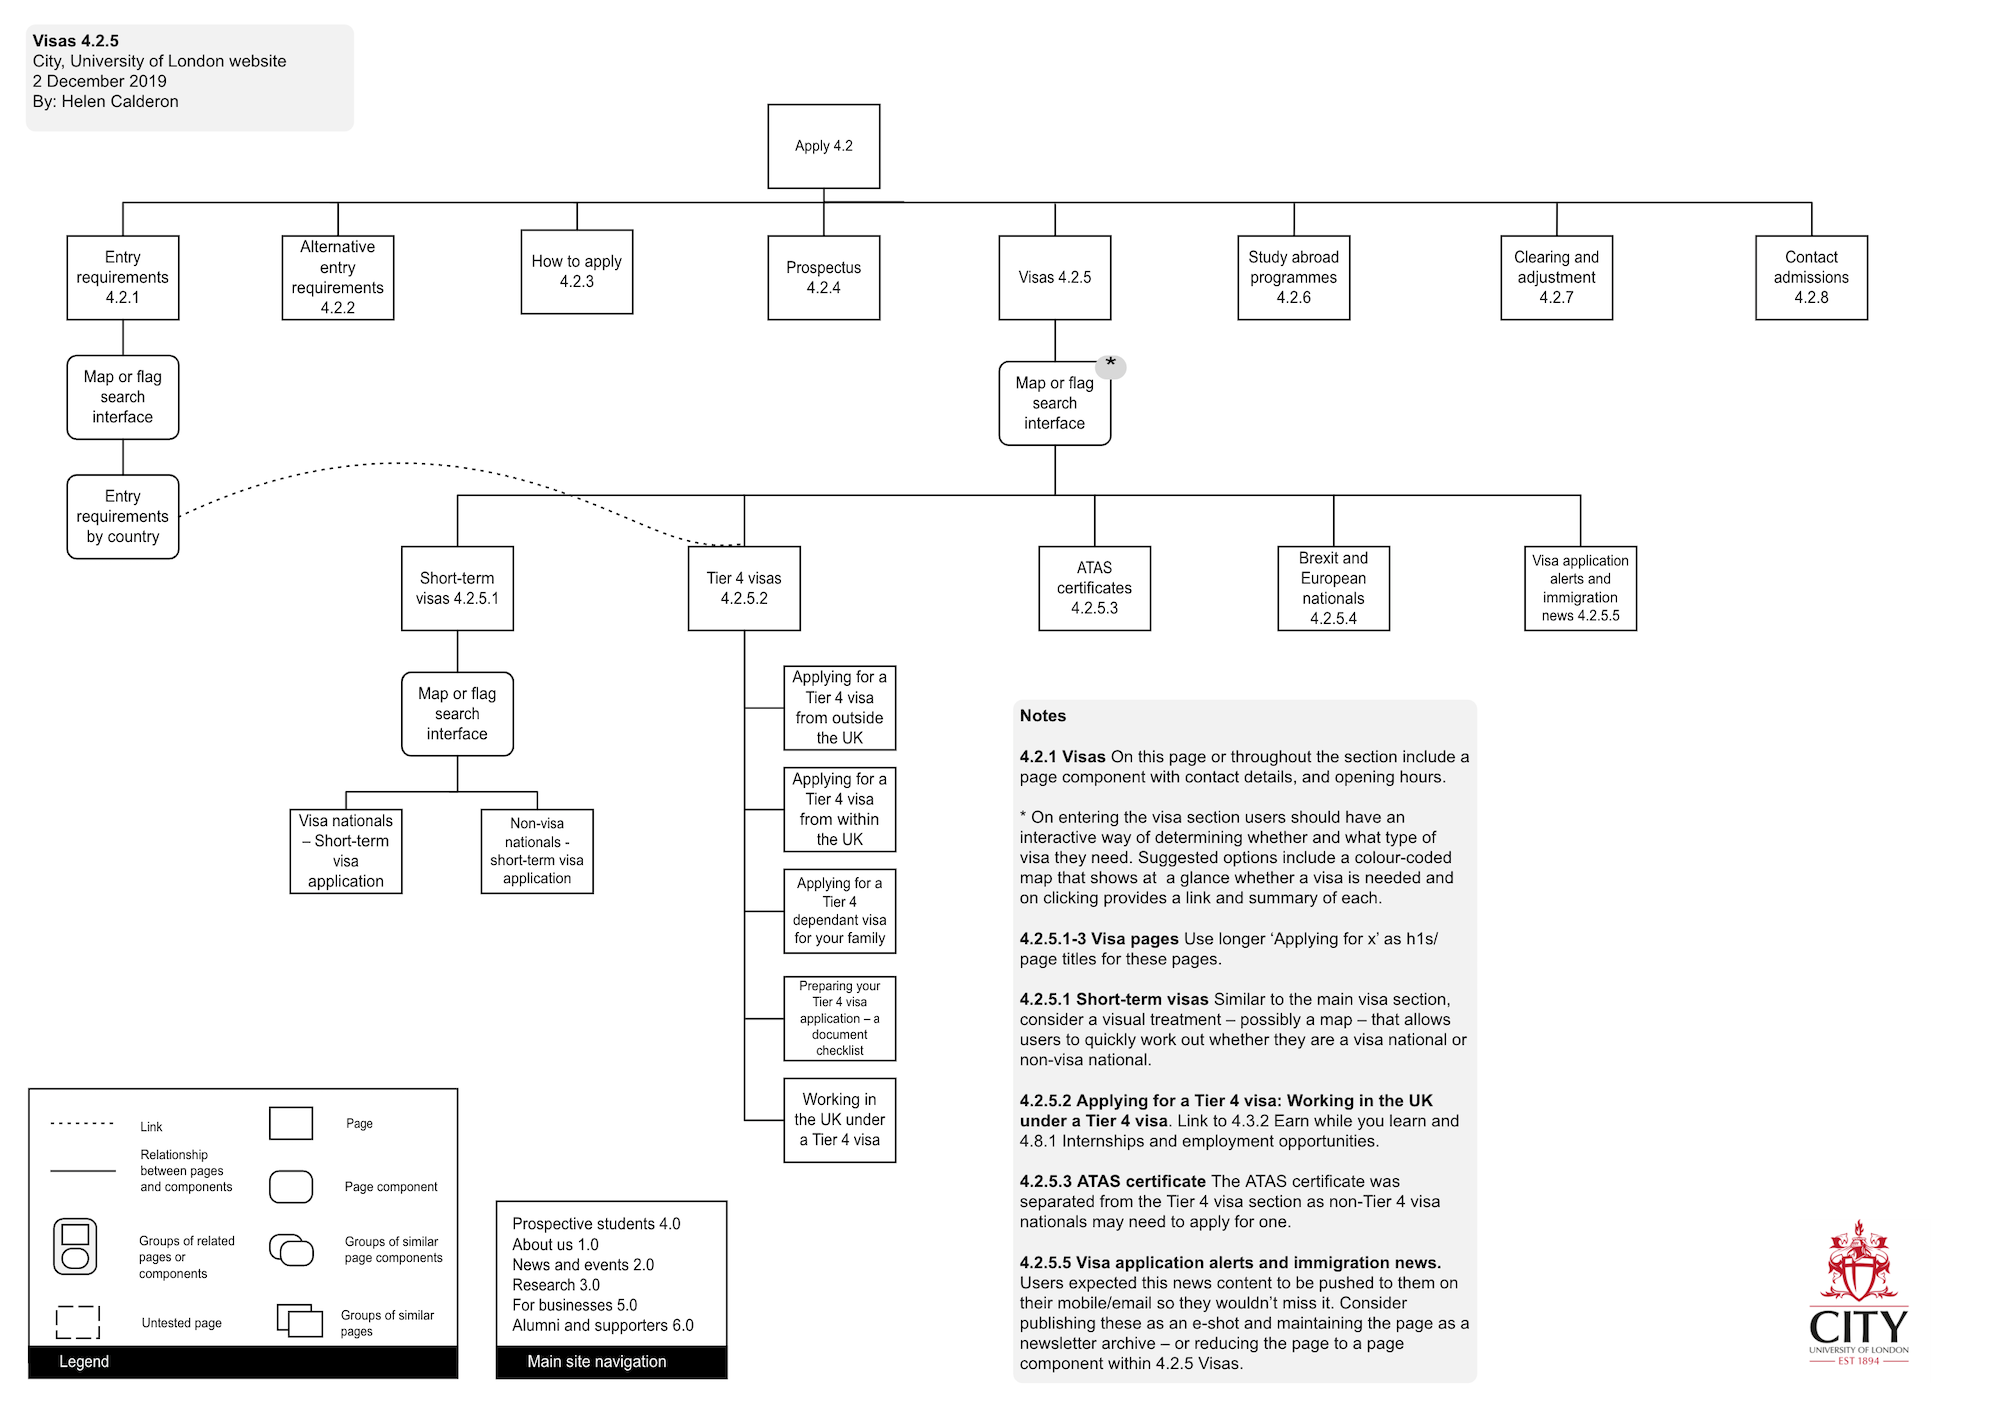 Visas 4.2.5
City, University of London website
2 December 2019
By: Helen Calderon
Apply 4.2
Entry
requirements
4.2.1
Alternative
entry
requirements
4.2.2
How to apply
4.2.3
Prospectus
4.2.4
Visas 4.2.5
Study abroad
programmes
4.2.6
Clearing and
adjustment
4.2.7
Contact
admissions
4.2.8
Map or flag
search
interface
*
Map or flag
search
interface
Entry
requirements
by country
Short-term
visas 4.2.5.1
Tier 4 visas
4.2.5.2
ATAS
certificates
4.2.5.3
Brexit and
European
nationals
4.2.5.4
Visa application
alerts and
immigration
news 4.2.5.5
Map or flag
search
interface
Visa nationals
– Short-term
visa
application
Non-visa
nationals -
short-term visa
application
Applying for a
Tier 4 visa
from outside
the UK
Applying for a
Tier 4 visa
from within
the UK
Applying for a
Tier 4
dependant visa
for your family
Preparing your
Tier 4 visa
application – a
document
checklist
Working in
the UK under
a Tier 4 visa
Notes
4.2.1 Visas On this page or throughout the section include a
page component with contact details, and opening hours.
* On entering the visa section users should have an
interactive way of determining whether and what type of
visa they need. Suggested options include a colour-coded
map that shows at  a glance whether a visa is needed and
on clicking provides a link and summary of each.
4.2.5.1-3 Visa pages Use longer ‘Applying for x’ as h1s/
page titles for these pages.
4.2.5.1 Short-term visas Similar to the main visa section,
consider a visual treatment – possibly a map – that allows
users to quickly work out whether they are a visa national or
non-visa national.
4.2.5.2 Applying for a Tier 4 visa: Working in the UK
under a Tier 4 visa. Link to 4.3.2 Earn while you learn and
4.8.1 Internships and employment opportunities.
4.2.5.3 ATAS certificate The ATAS certificate was
separated from the Tier 4 visa section as non-Tier 4 visa
nationals may need to apply for one.
4.2.5.5 Visa application alerts and immigration news.
Users expected this news content to be pushed to them on
their mobile/email so they wouldn’t miss it. Consider
publishing these as an e-shot and maintaining the page as a
newsletter archive – or reducing the page to a page
component within 4.2.5 Visas.
Link
Relationship
between pages
and components
Groups of related
pages or
components
Untested page
Page
Page component
Groups of similar
page components
Groups of similar
pages
Legend
Prospective students 4.0
About us 1.0
News and events 2.0
Research 3.0
For businesses 5.0
Alumni and supporters 6.0
Main site navigation
CITY
UNIVERSITY OF LONDON
EST 1894